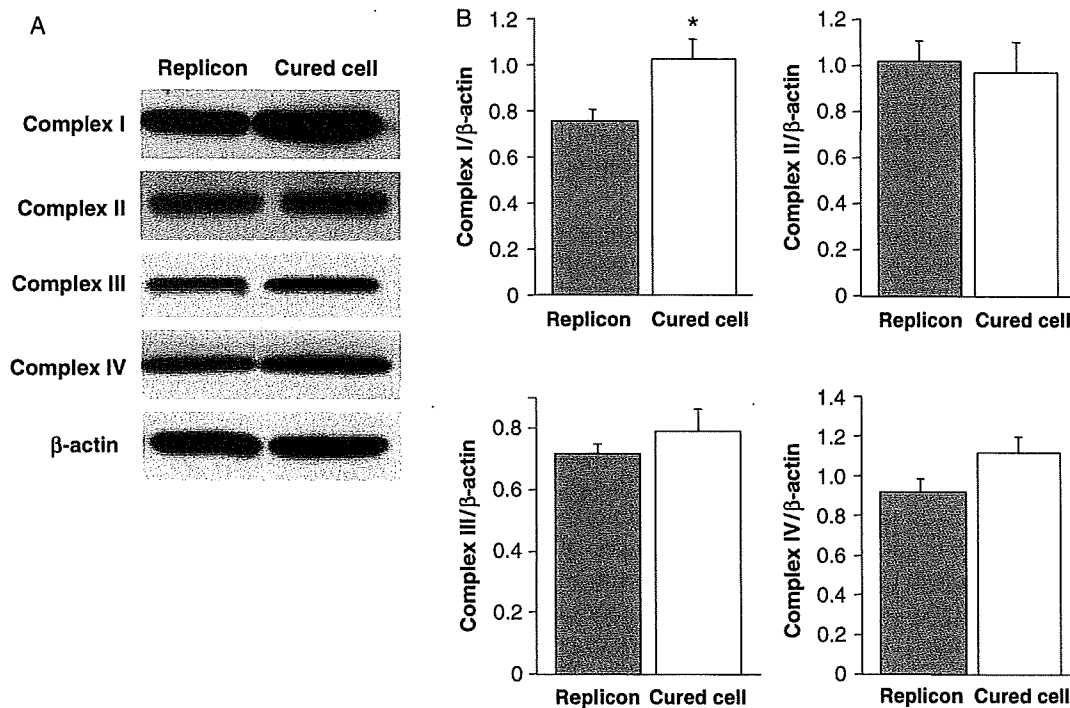 A
Replicon Cured cell
Complex I
Complex II
Complex III
Complex IV
β-actin
B
Complex I/β-actin
1.2
1.0
0.8
0.6
0.4
0.2
0
*
Replicon Cured cell
Complex II/β-actin
1.2
1.0
0.8
0.6
0.4
0.2
0
Replicon Cured cell
Complex III/β-actin
0.8
0.6
0.4
0.2
0
Replicon Cured cell
Complex IV/β-actin
1.4
1.2
1.0
0.8
0.6
0.4
0.2
0
Replicon Cured cell